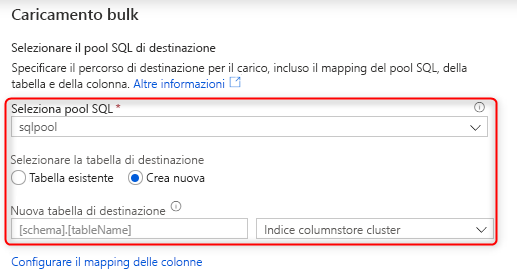 Caricamento bulk
Selezionare il pool SQL di destinazione
Specificare il percorso di destinazione per il carico, incluso il mapping del pool SQL, della
tabella e della colonna. Altre informazioni
Seleziona pool SQL *
sqlpool
Selezionare la tabella di destinazione
Tabella esistente Crea nuova
Nuova tabella di destinazione
[schema].[tableName] Indice columnstore cluster
Configurare il mapping delle colonne